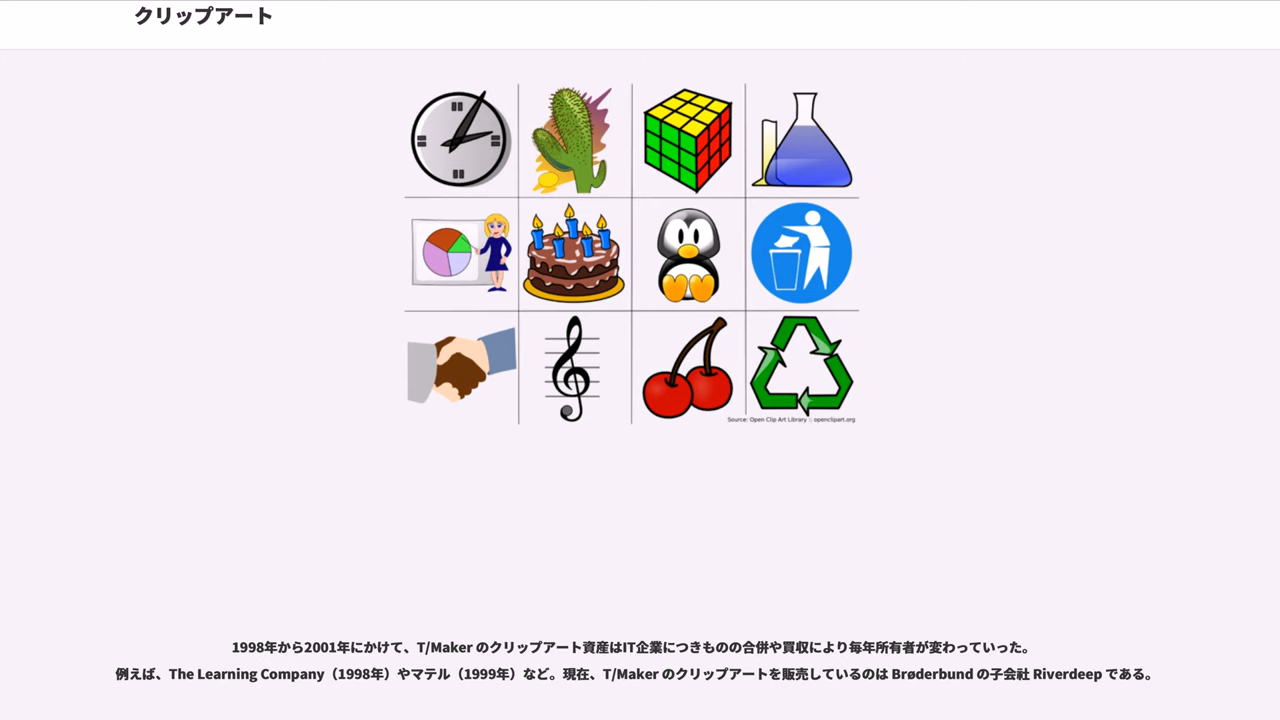 クリップアート
Source: Open Clip Art Library :: openclipart.org
1998年から2001年にかけて、T/Maker のクリップアート資産はIT企業につきものの合併や買収により毎年所有者が変わっていった。
例えば、The Learning Company（1998年）やマテル（1999年）など。現在、T/Maker のクリップアートを販売しているのは Brøderbund の子会社 Riverdeep である。